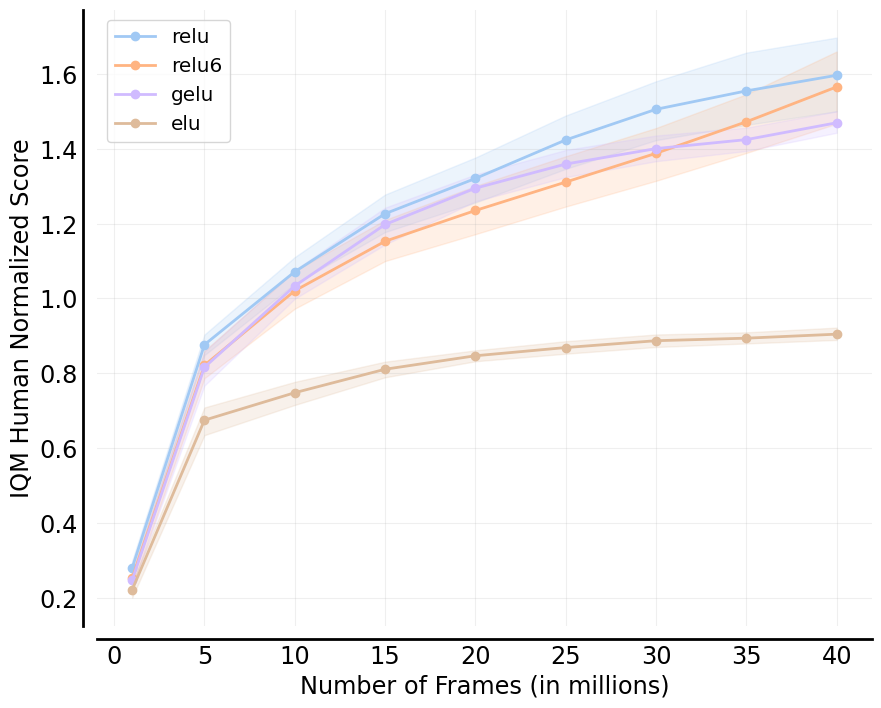 relu
relu6
gelu
elu
IQM Human Normalized Score
1.6
1.4
1.2
1.0
0.8
0.6
0.4
0.2
0 5 10 15 20 25 30 35 40
Number of Frames (in millions)